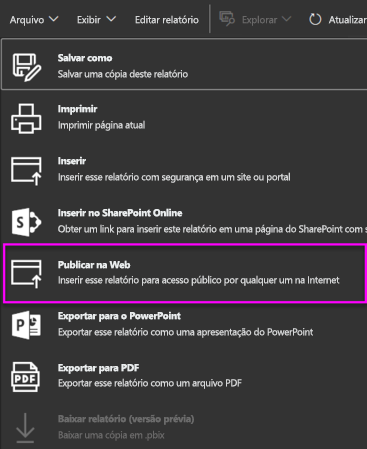 Arquivo Exibir Editar relatório Explorar Atualizar
Salvar como
Salvar uma cópia deste relatório
Imprimir
Imprimir página atual
Inserir
Inserir esse relatório com segurança em um site ou portal
Inserir no SharePoint Online
Obter um link para inserir este relatório em uma página do SharePoint com s
Publicar na Web
Inserir esse relatório para acesso público por qualquer um na Internet
Exportar para o PowerPoint
Exportar esse relatório como uma apresentação do PowerPoint
Exportar para PDF
Exportar esse relatório como um arquivo PDF
Baixar relatório (versão prévia)
Baixar uma cópia em .pbix